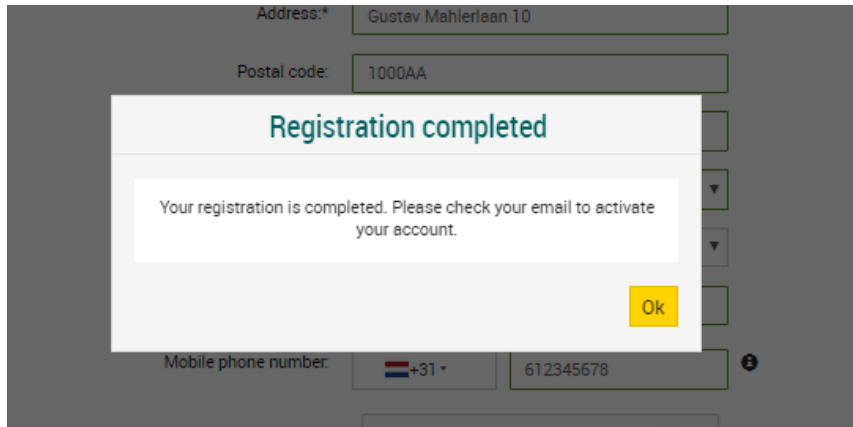 Address:* Gustav Mahlerlaan 10
Postal code: 1000AA
Registration completed
Your registration is completed. Please check your email to activate
your account.
Ok
Mobile phone number: +31 612345678